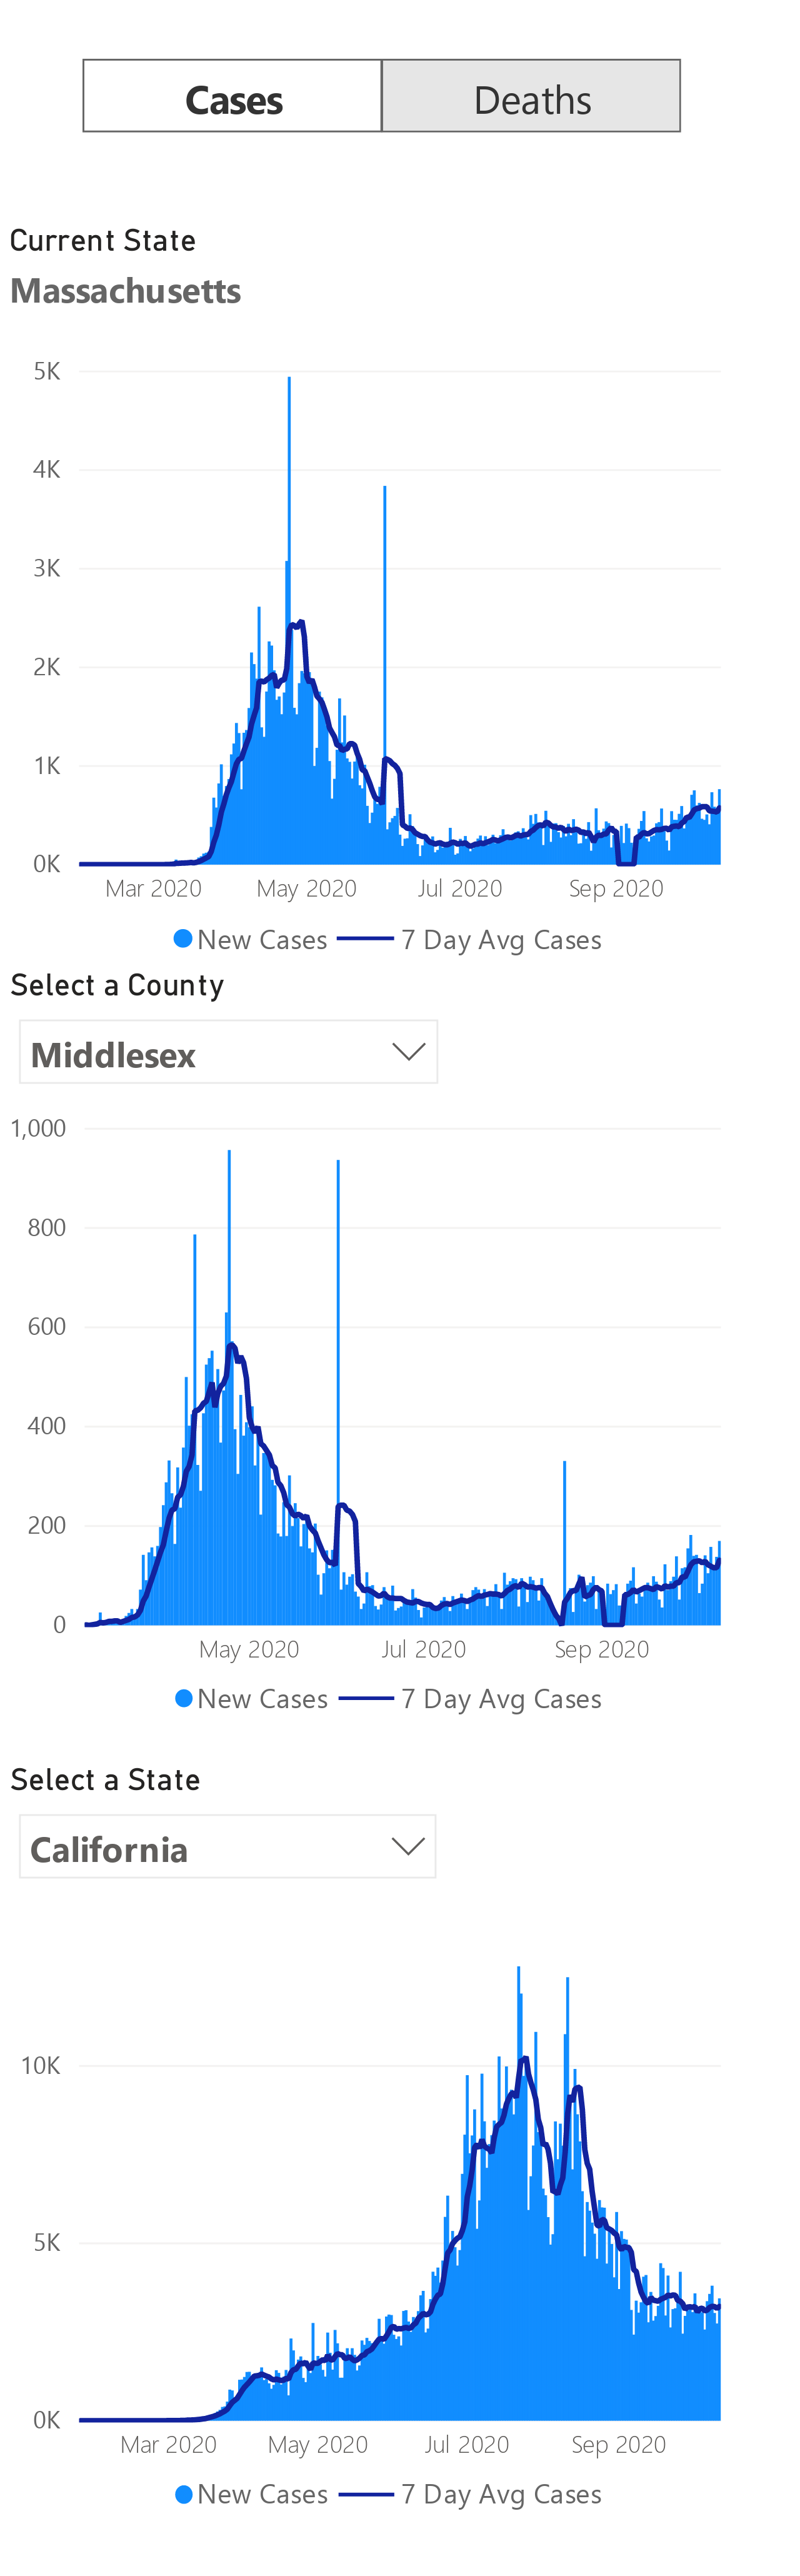 Cases Deaths
Current State
Massachusetts
5K
4K
3K
2K
1K
0K
Mar 2020 May 2020 Jul 2020 Sep 2020
New Cases 7 Day Avg Cases
Select a County
Middlesex
1,000
800
600
400
200
0
May 2020 Jul 2020 Sep 2020
New Cases 7 Day Avg Cases
Select a State
California
10K
5K
0K
Mar 2020 May 2020 Jul 2020 Sep 2020
New Cases 7 Day Avg Cases